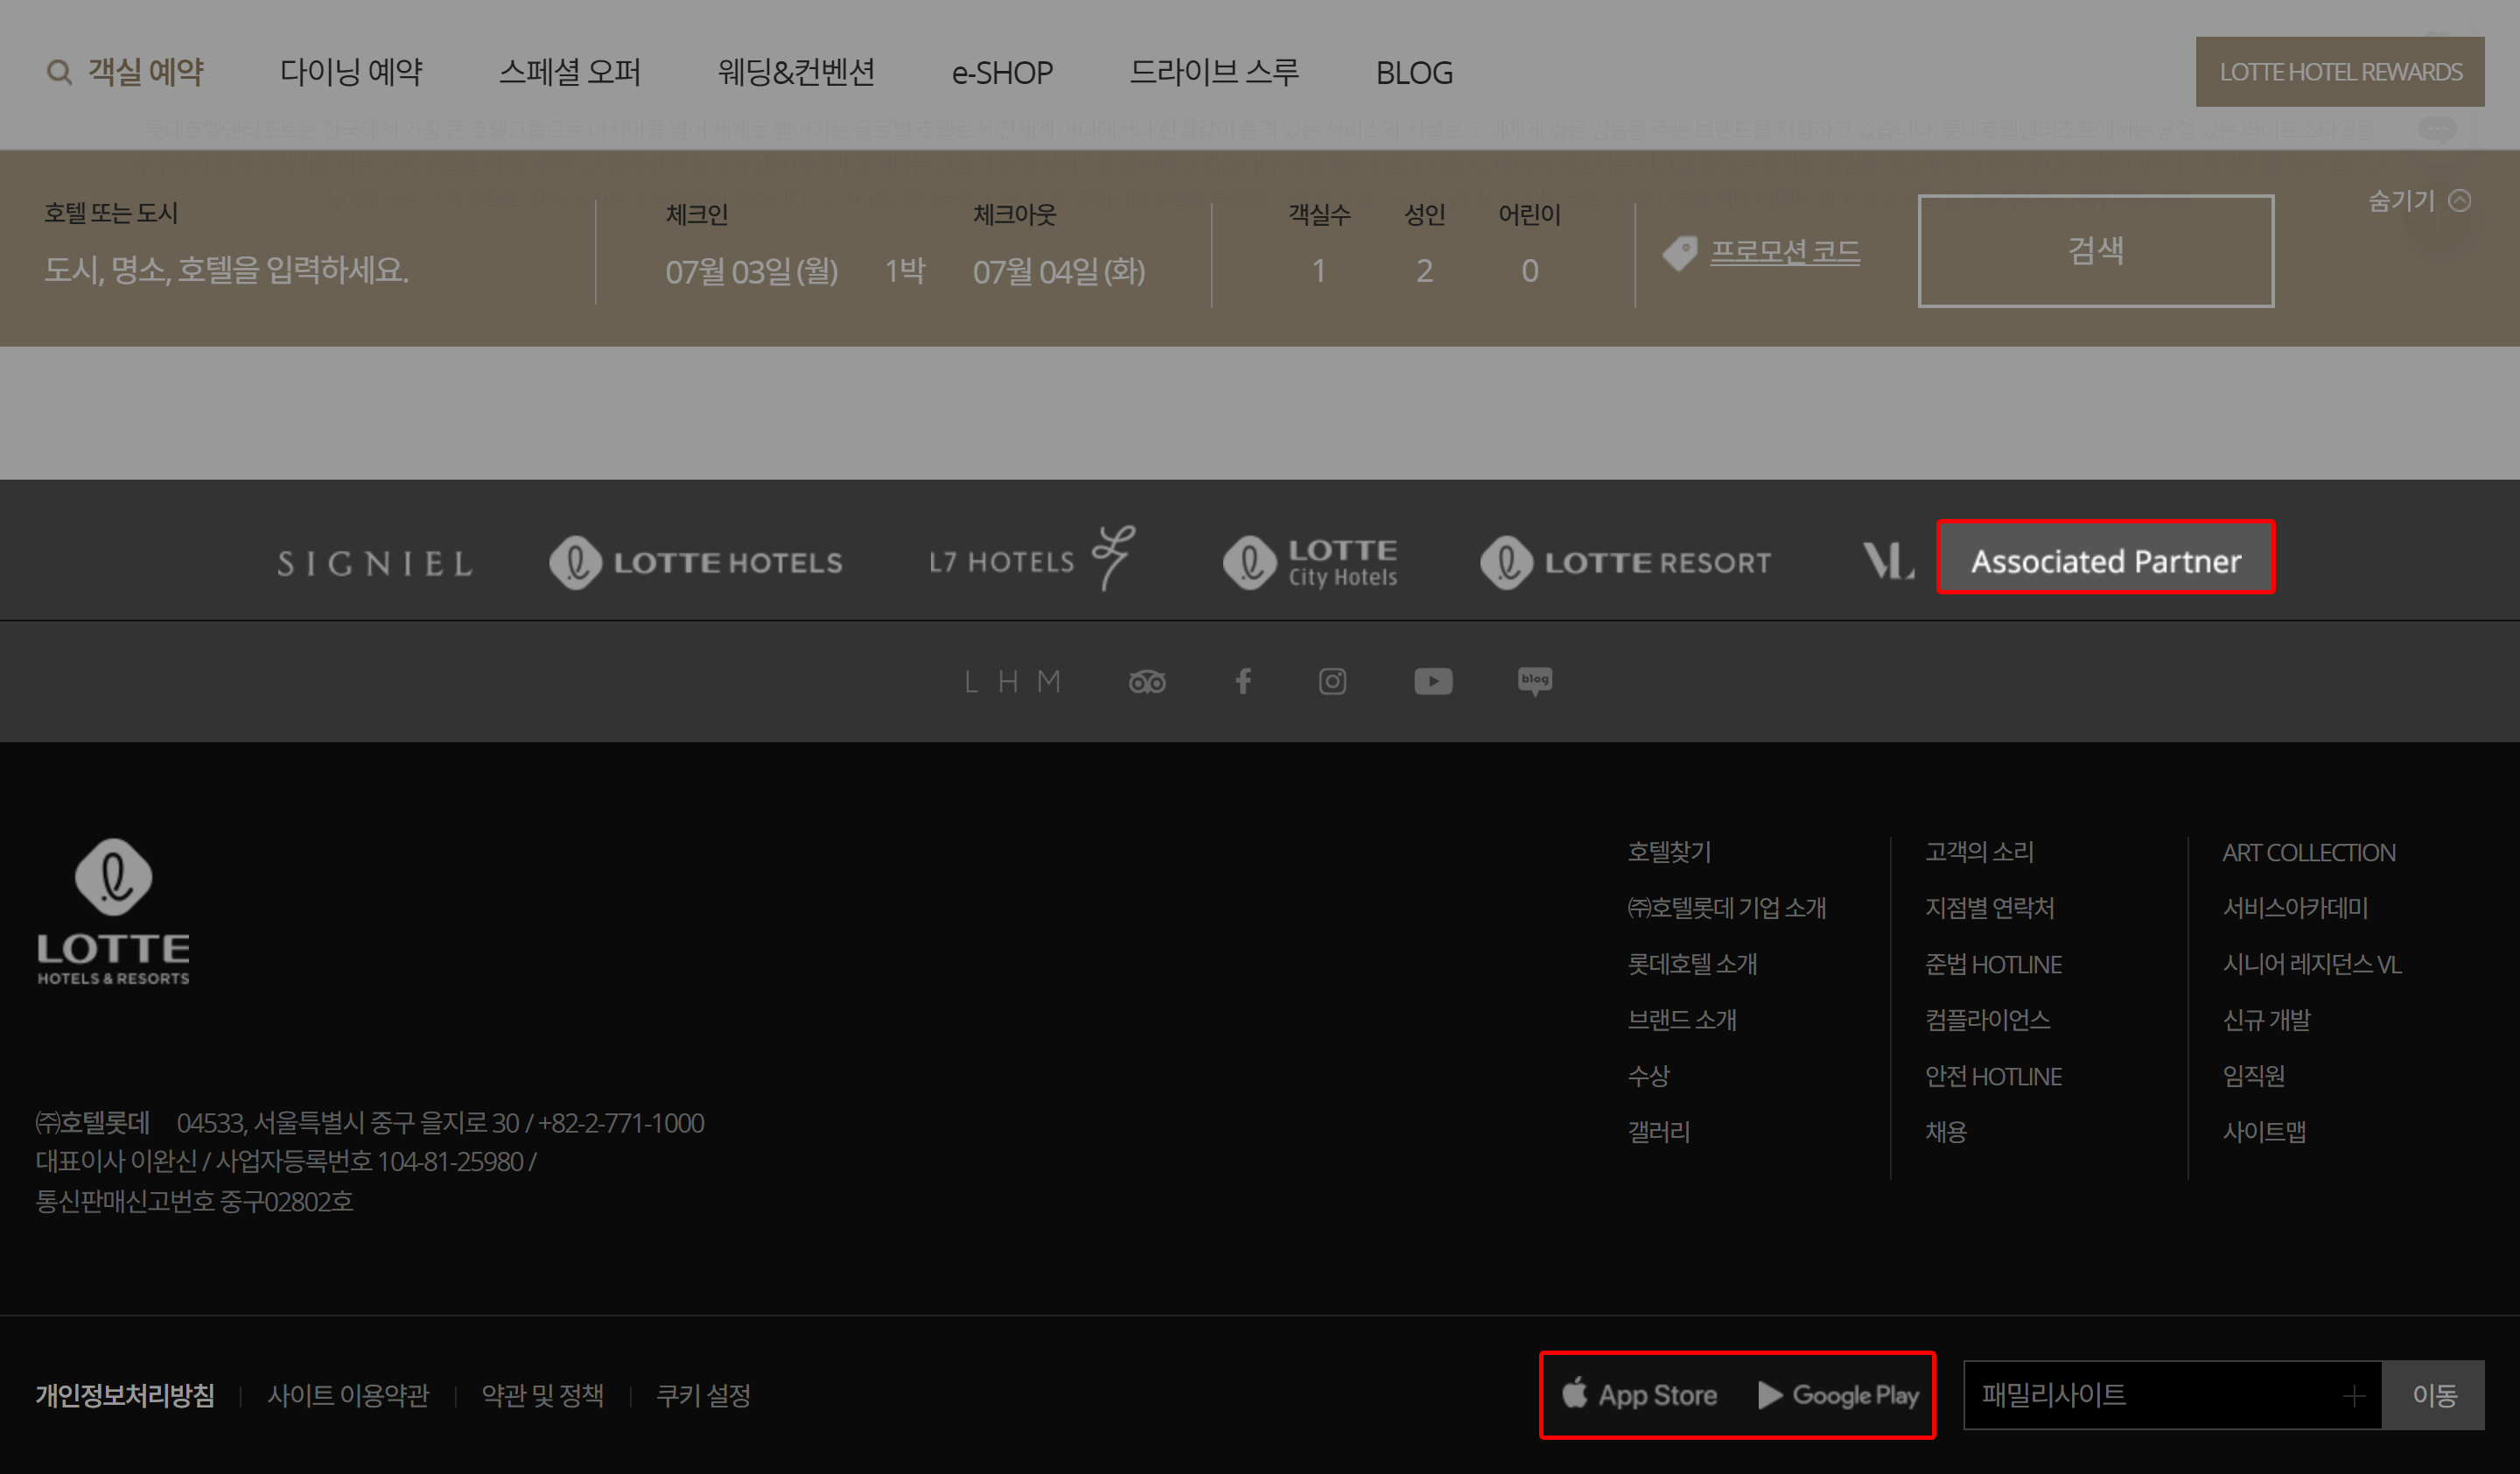 객실 예약 다이닝 예약 스페셜 오퍼 웨딩&컨벤션 e-SHOP 드라이브 스루 BLOG LOTTE HOTEL REWARDS
호텔 또는 도시 체크인 체크아웃 객실수 성인 어린이 숨기기
도시, 명소, 호텔을 입력하세요. 07월 03일 (월) 1박 07월 04일 (화) 1 2 0 프로모션 코드 검색
SIGNIEL LOTTE HOTELS L7 HOTELS LOTTE City Hotels LOTTE RESORT VL Associated Partner
L H M blog
LOTTE
HOTELS & RESORTS
호텔찾기 고객의 소리 ART COLLECTION
㈜호텔롯데 기업 소개 지점별 연락처 서비스아카데미
롯데호텔 소개 준법 HOTLINE 시니어 레지던스 VL
브랜드 소개 컴플라이언스 신규 개발
수상 안전 HOTLINE 임직원
갤러리 채용 사이트맵
㈜호텔롯데 04533, 서울특별시 중구 을지로 30 / +82-2-771-1000
대표이사 이완신 / 사업자등록번호 104-81-25980 /
통신판매신고번호 중구02802호
개인정보처리방침 사이트 이용약관 약관 및 정책 쿠키 설정 App Store Google Play 패밀리사이트 이동